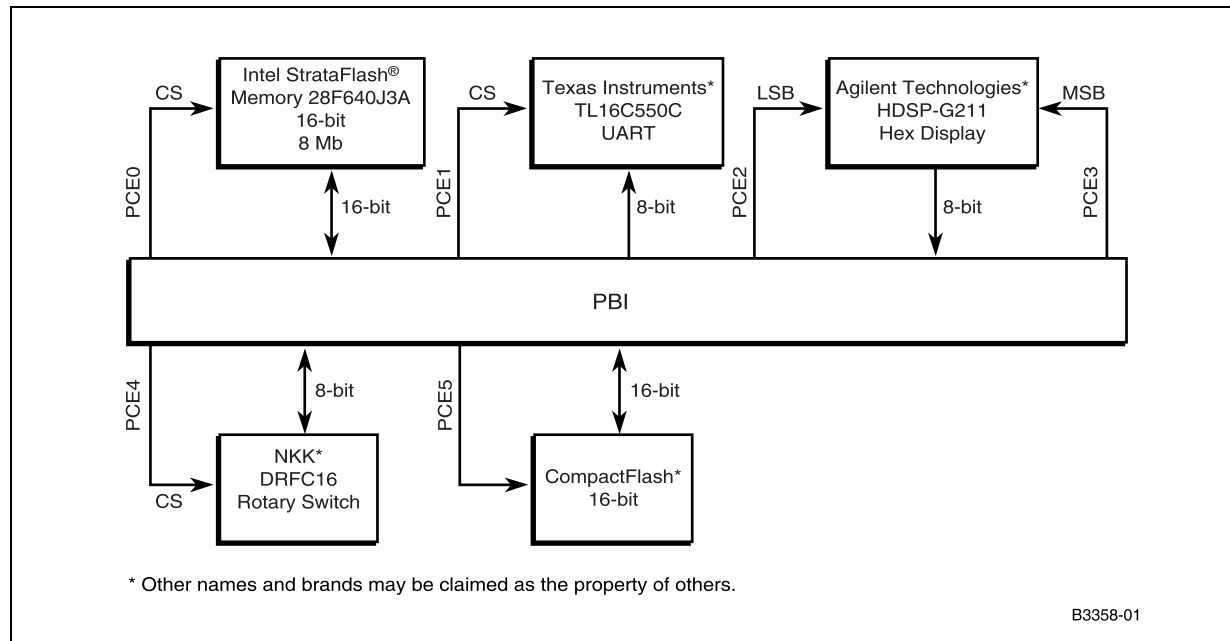 Intel StrataFlash®
Memory 28F640J3A
16-bit
8 Mb
CS
PCE0
16-bit
Texas Instruments*
TL16C550C
UART
CS
PCE1
8-bit
Agilent Technologies*
HDSP-G211
Hex Display
LSB
PCE2
8-bit
MSB
PCE3
PBI
PCE4
CS
8-bit
NKK*
DRFC16
Rotary Switch
PCE5
16-bit
CompactFlash*
16-bit
* Other names and brands may be claimed as the property of others.
B3358-01